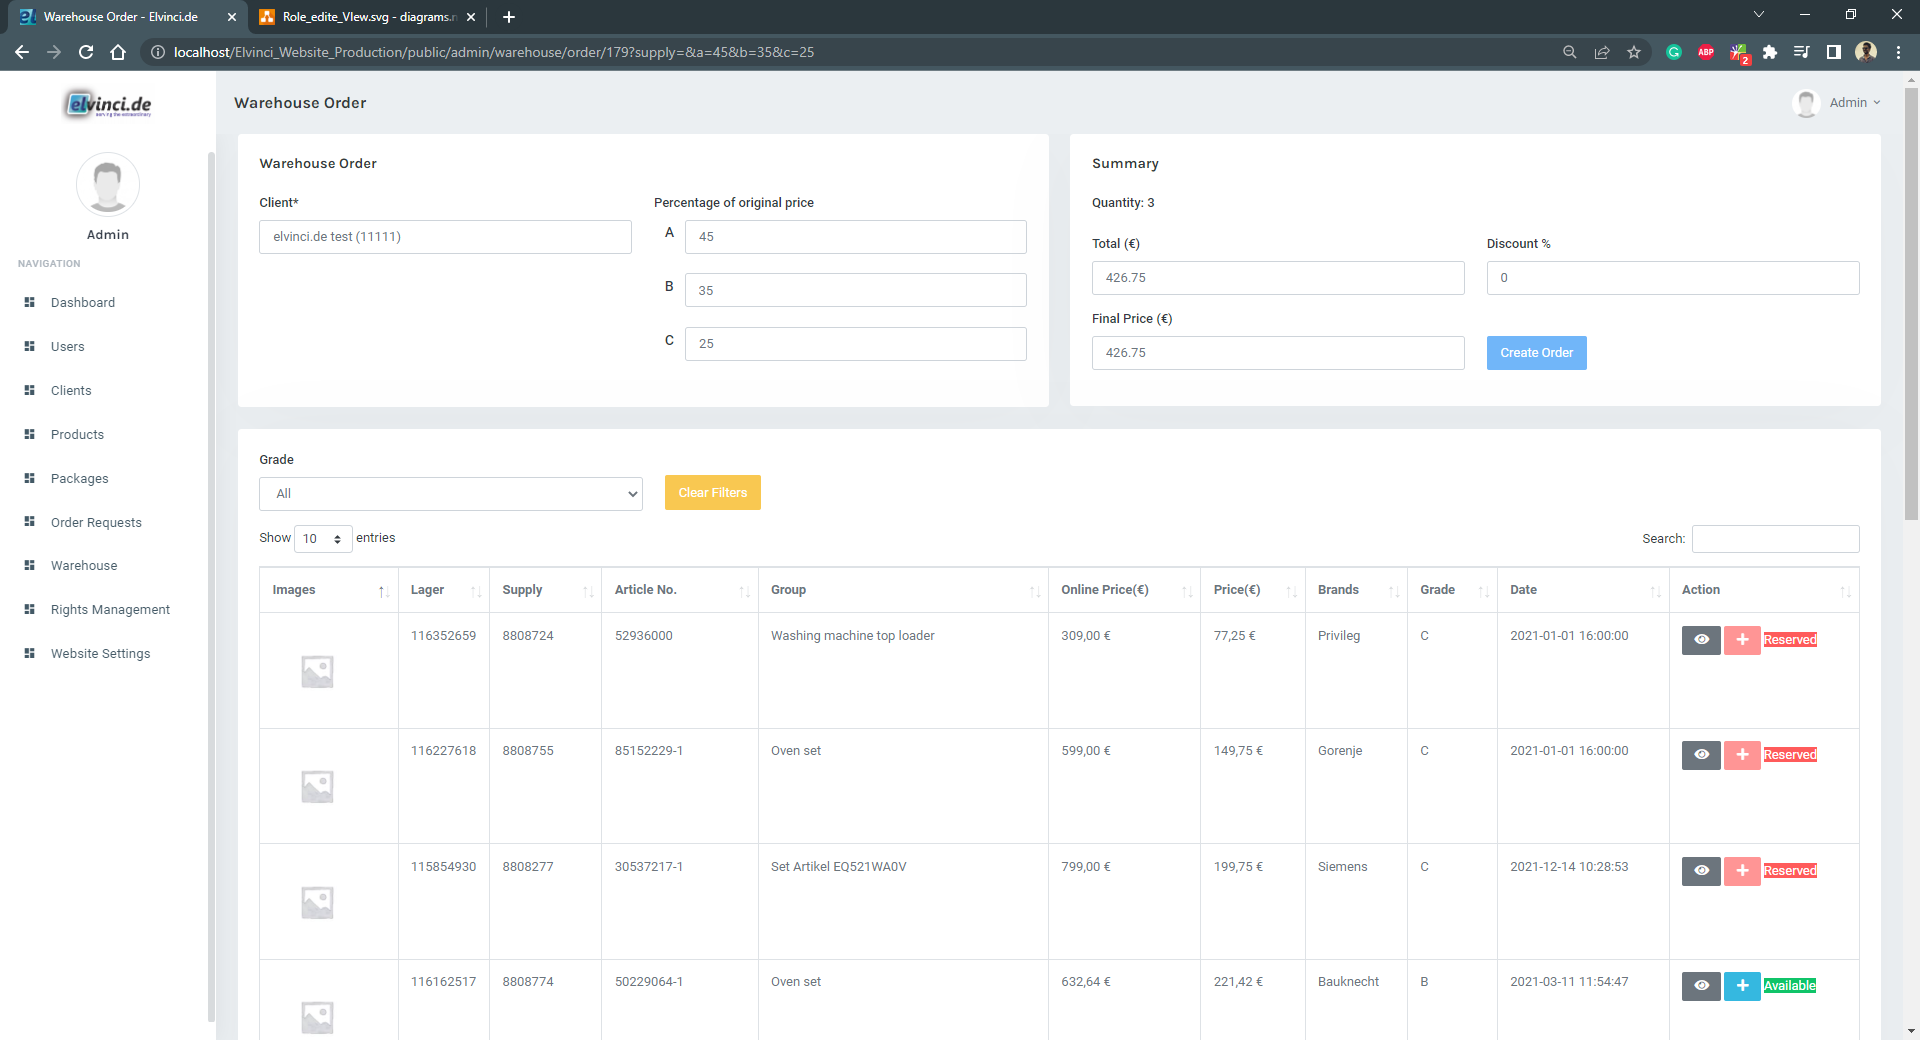 Warehouse Order - Elvinci.de
Role_edite_VIew.svg - diagrams.n
localhost/Elvinci_Website_Production/public/admin/warehouse/order/179?supply=&a=45&b=35&c=25
ABP
2
elvinci.de
Warehouse Order
Admin
Admin
NAVIGATION
Dashboard
Users
Clients
Products
Packages
Order Requests
Warehouse
Rights Management
Website Settings
Warehouse Order
Client*
elvinci.de test (11111)
Percentage of original price
A 45
B 35
C 25
Summary
Quantity: 3
Total (€)
426.75
Discount %
0
Final Price (€)
426.75
Create Order
Grade
All
Clear Filters
Show 10 entries
Search:
Images Lager Supply Article No. Group Online Price(€) Price(€) Brands Grade Date Action
116352659 8808724 52936000 Washing machine top loader 309,00 € 77,25 € Privileg C 2021-01-01 16:00:00 Reserved
116227618 8808755 85152229-1 Oven set 599,00 € 149,75 € Gorenje C 2021-01-01 16:00:00 Reserved
115854930 8808277 30537217-1 Set Artikel EQ521WA0V 799,00 € 199,75 € Siemens C 2021-12-14 10:28:53 Reserved
116162517 8808774 50229064-1 Oven set 632,64 € 221,42 € Bauknecht B 2021-03-11 11:54:47 Available